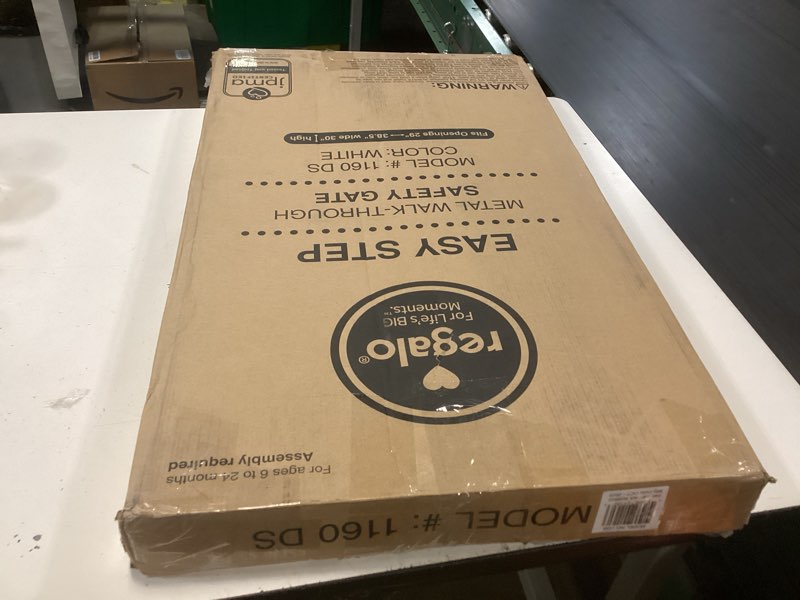 For ages 6 to 24 months
Assembly required
regalo®
For Life's BIG
Moments.™
EASY STEP
METAL WALK-THROUGH
SAFETY GATE
MODEL #: 1160 DS
COLOR: WHITE
Fits Openings 29" 38.5" wide 30" high
⚠WARNING:
jpma
CERTIFIED
MODEL #: 1160 DS